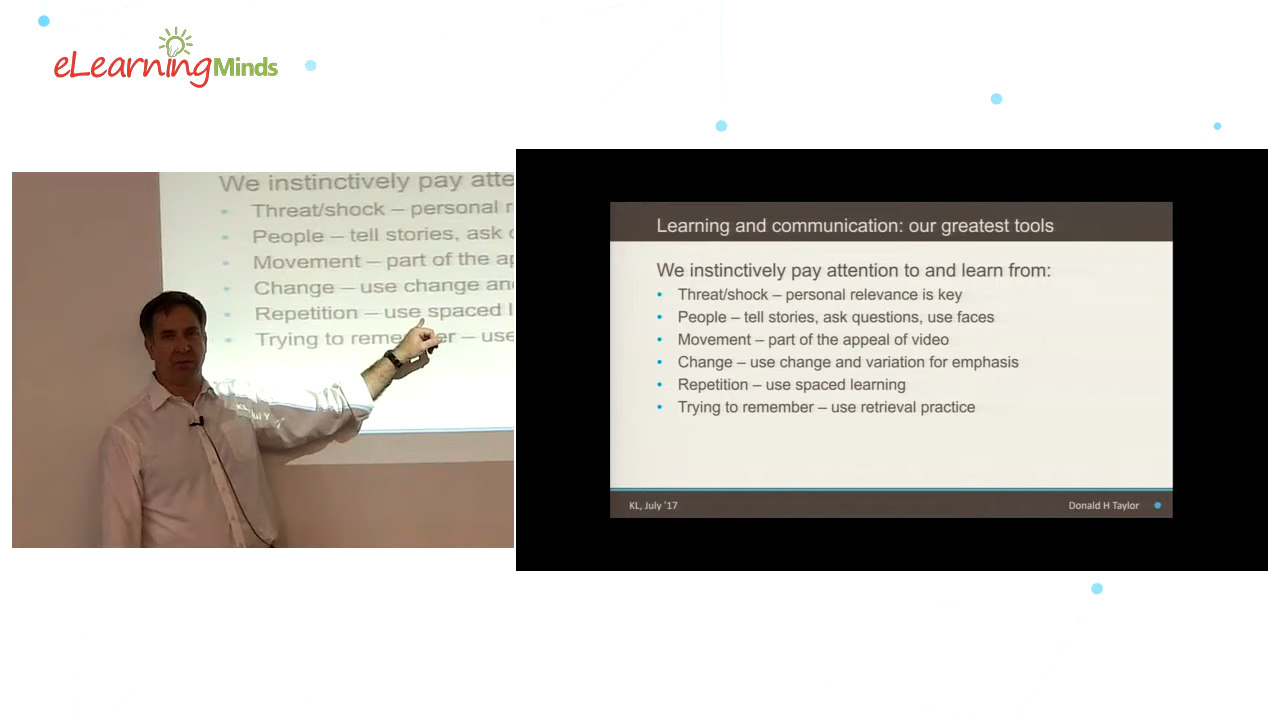 eLearningMinds
We instinctively pay atte
Threat/shock – personal r
People – tell stories, ask
Movement – part of the ap
Change – use change an
Repetition – use spaced l
Trying to remember – use
Learning and communication: our greatest tools
We instinctively pay attention to and learn from:
• Threat/shock – personal relevance is key
• People – tell stories, ask questions, use faces
• Movement – part of the appeal of video
• Change – use change and variation for emphasis
• Repetition – use spaced learning
• Trying to remember – use retrieval practice
KL, July '17
Donald H Taylor